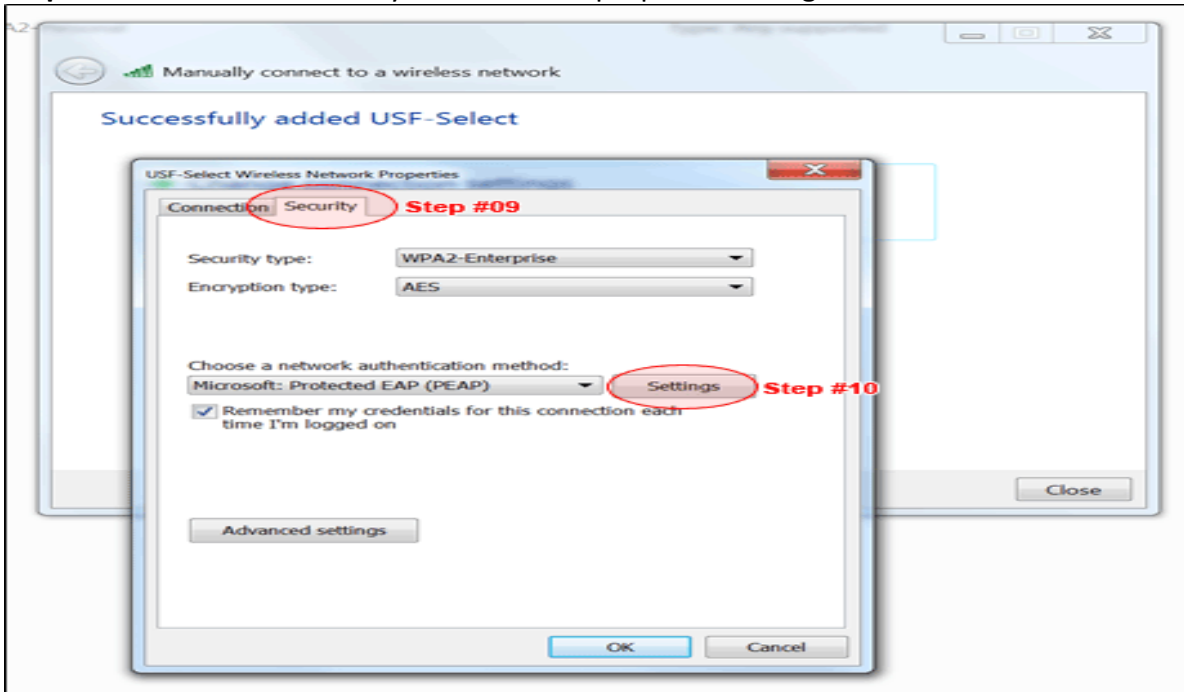 Manually connect to a wireless network
Successfully added USF-Select
USF-Select Wireless Network Properties
Connection Security Step #09
Security type: WPA2-Enterprise
Encryption type: AES
Choose a network authentication method:
Microsoft: Protected EAP (PEAP) Settings Step #10
Remember my credentials for this connection each
time I'm logged on
Advanced settings
Close
OK Cancel